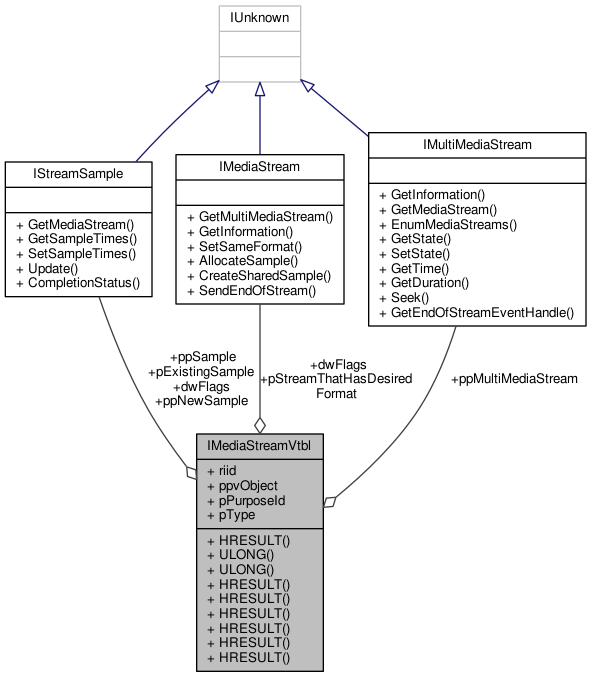 IUnknown
IStreamSample
+ GetMediaStream()
+ GetSampleTimes()
+ SetSampleTimes()
+ Update()
+ CompletionStatus()
IMediaStream
+ GetMultiMediaStream()
+ GetInformation()
+ SetSameFormat()
+ AllocateSample()
+ CreateSharedSample()
+ SendEndOfStream()
IMultiMediaStream
+ GetInformation()
+ GetMediaStream()
+ EnumMediaStreams()
+ GetState()
+ SetState()
+ GetTime()
+ GetDuration()
+ Seek()
+ GetEndOfStreamEventHandle()
+ppSample
+pExistingSample
+dwFlags
+ppNewSample
+dwFlags
+pStreamThatHasDesired
Format
+ppMultiMediaStream
IMediaStreamVtbl
+ riid
+ ppvObject
+ pPurposeId
+ pType
+ HRESULT()
+ ULONG()
+ ULONG()
+ HRESULT()
+ HRESULT()
+ HRESULT()
+ HRESULT()
+ HRESULT()
+ HRESULT()